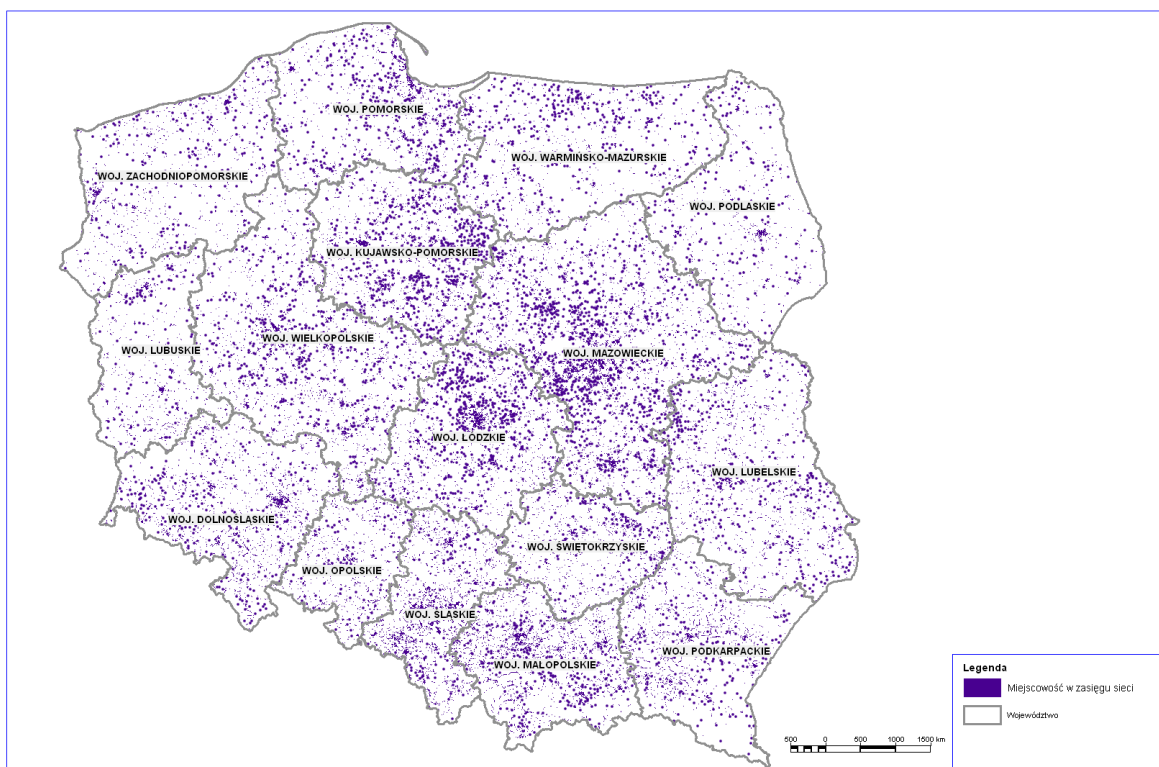 WOJ. POMORSKIE
WOJ. WARMIŃSKO-MAZURSKIE
WOJ. ZACHODNIOPOMORSKIE
WOJ. PODLASKIE
WOJ. KUJAWSKO-POMORSKIE
WOJ. WIELKOPOLSKIE
WOJ. LUBUSKIE
WOJ. MAZOWIECKIE
WOJ. ŁÓDZKIE
WOJ. LUBELSKIE
WOJ. DOLNOŚLĄSKIE
WOJ. ŚWIĘTOKRZYSKIE
WOJ. OPOLSKIE
WOJ. ŚLĄSKIE
WOJ. PODKARPACKIE
WOJ. MAŁOPOLSKIE
Legenda
Miejscowość w zasięgu sieci
Województwo
500 0 500 1000 1500 km